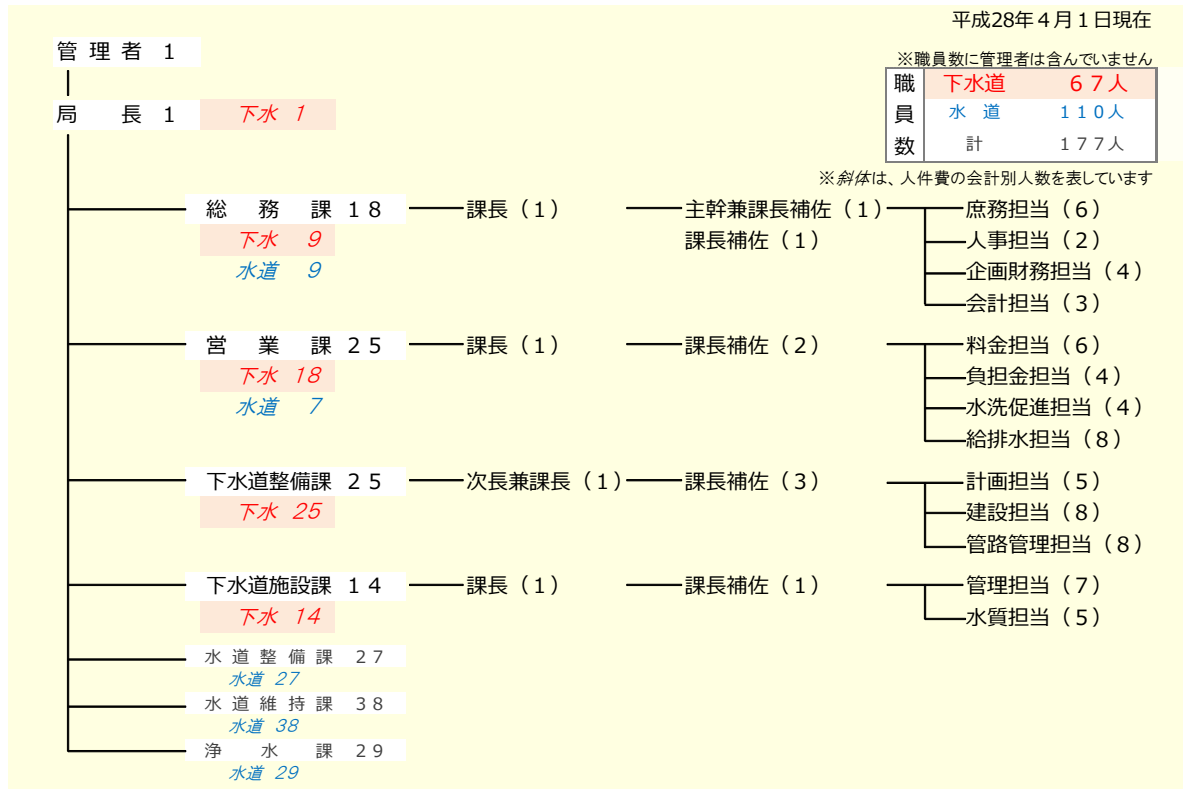 平成28年４月１日現在
管 理 者 １
※職員数に管理者は含んでいません
職 下水道 ６７人
局 長 １ 下水 1
員 水 道 １１０人
数 計 １７７人
※斜体は、人件費の会計別人数を表しています
総 務 課 １８ 課長（１） 主幹兼課長補佐（１） 庶務担当（６）
下水 9 課長補佐（１） 人事担当（２）
水道 9 企画財務担当（４）
会計担当（３）
営 業 課 ２５ 課長（１） 課長補佐（２） 料金担当（６）
下水 18 負担金担当（４）
水道 7 水洗促進担当（４）
給排水担当（８）
下水道整備課 ２５ 次長兼課長（１） 課長補佐（３） 計画担当（５）
下水 25 建設担当（８）
管路管理担当（８）
下水道施設課 １４ 課長（１） 課長補佐（１） 管理担当（７）
下水 14 水質担当（５）
水 道 整 備 課 ２７
水道 27
水 道 維 持 課 ３８
水道 38
浄 水 課 ２９
水道 29